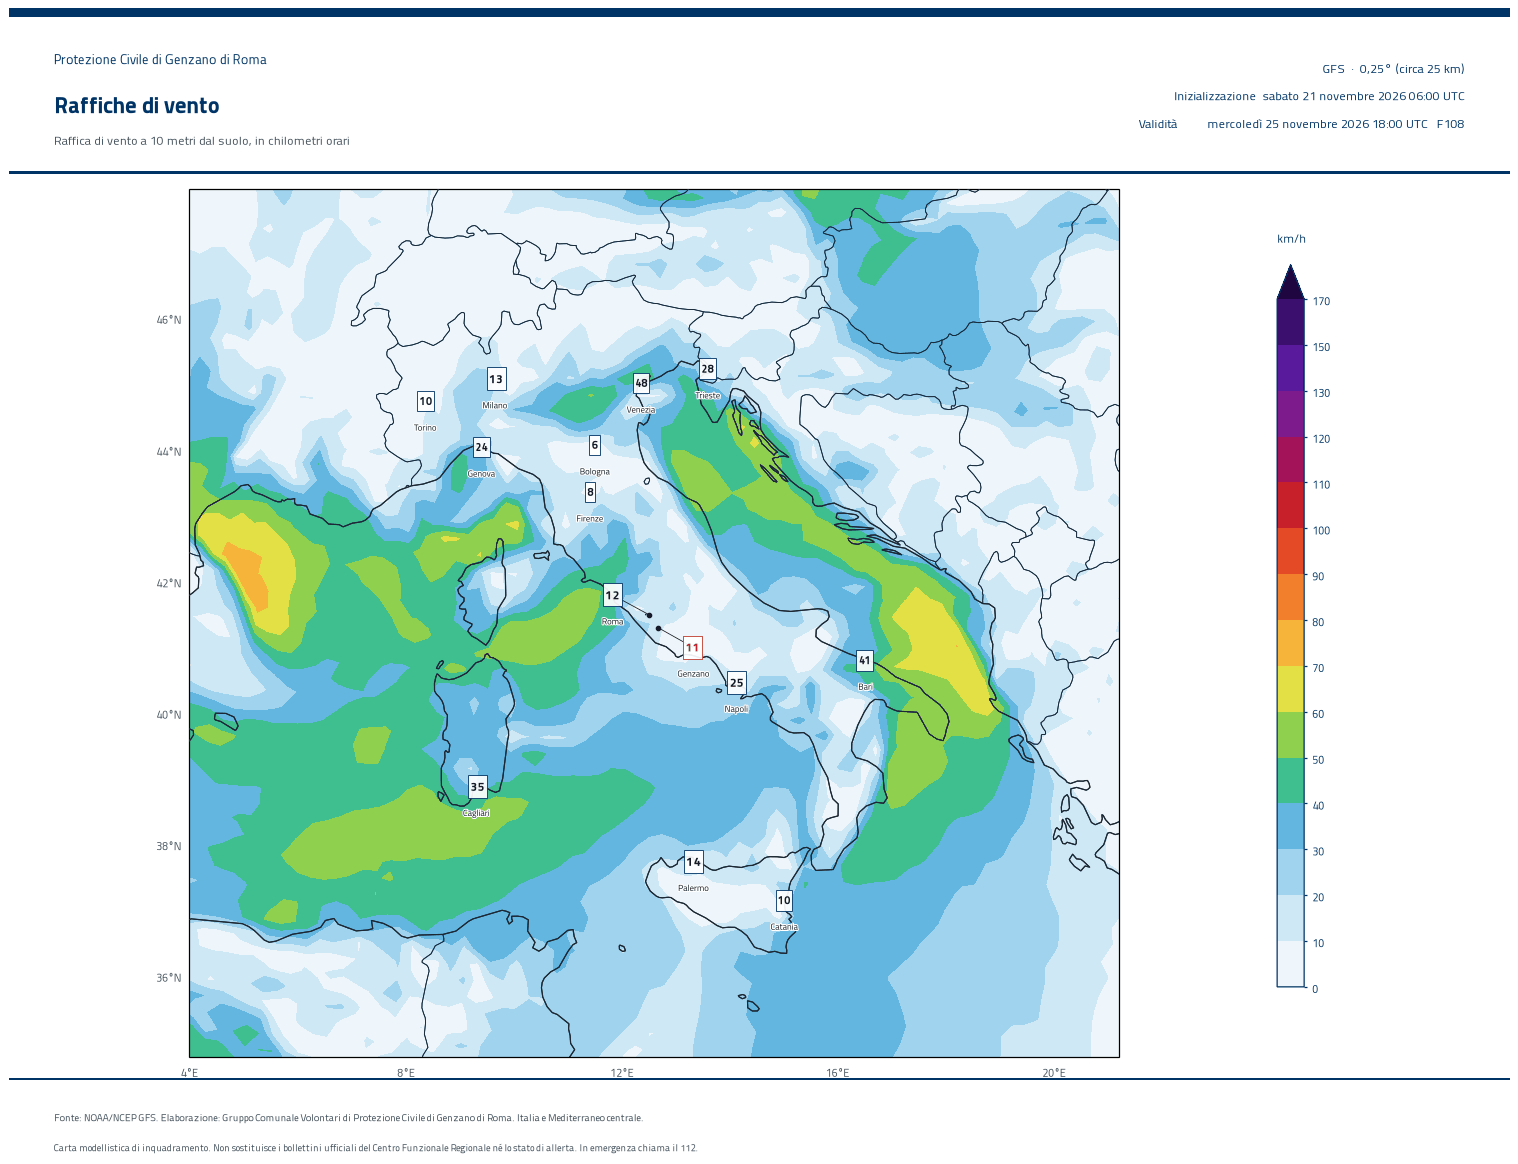 Protezione Civile di Genzano di Roma
Raffiche di vento
Raffica di vento a 10 metri dal suolo, in chilometri orari
GFS · 0,25° (circa 25 km)
Inizializzazione sabato 21 novembre 2026 06:00 UTC
Validità mercoledì 25 novembre 2026 18:00 UTC F108
km/h
170
150
130
120
110
100
90
80
70
60
50
40
30
20
10
0
46°N
44°N
42°N
40°N
38°N
36°N
4°E
8°E
12°E
16°E
20°E
28
Trieste
48
Venezia
13
Milano
10
Torino
24
Genova
6
Bologna
8
Firenze
12
Roma
11
Genzano
25
Napoli
41
Bari
35
Cagliari
14
Palermo
10
Catania
Fonte: NOAA/NCEP GFS. Elaborazione: Gruppo Comunale Volontari di Protezione Civile di Genzano di Roma. Italia e Mediterraneo centrale.
Carta modellistica di inquadramento. Non sostituisce i bollettini ufficiali del Centro Funzionale Regionale né lo stato di allerta. In emergenza chiama il 112.